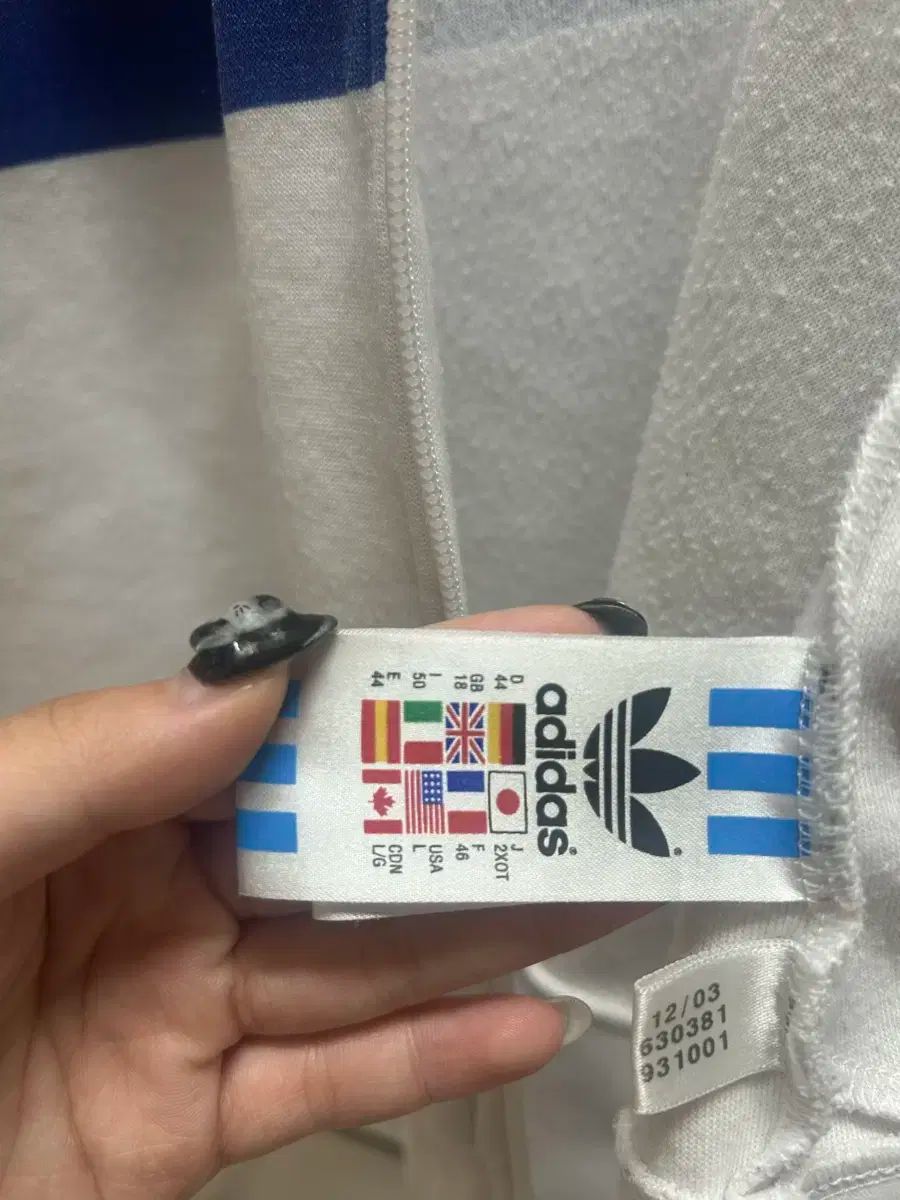 adidas®
®
D
44
GB
18
I
50
E
44
J
2XOT
F
46
USA
L
CDN
L/G
12/03
630381
931001